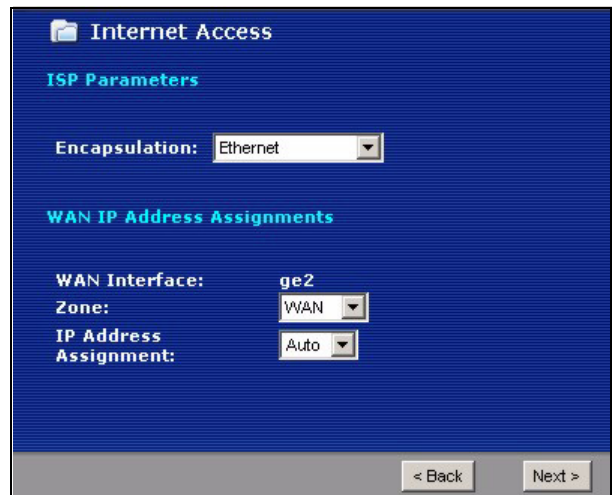 Internet Access
ISP Parameters
Encapsulation: Ethernet
WAN IP Address Assignments
WAN Interface: ge2
Zone: WAN
IP Address
Assignment: Auto
< Back Next >